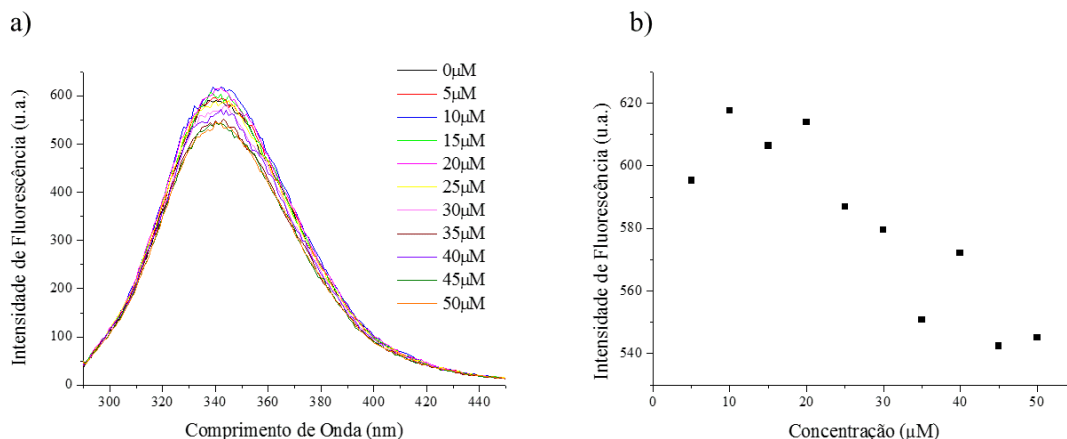 a)
Intensidade de Fluorescência (u.a.)
600
500
400
300
200
100
0
300
320
340
360
380
400
420
440
Comprimento de Onda (nm)
0µM
5µM
10µM
15µM
20µM
25µM
30µM
35µM
40µM
45µM
50µM
b)
Intensidade de Fluorescência (u.a.)
620
600
580
560
540
0
10
20
30
40
50
Concentração (µM)